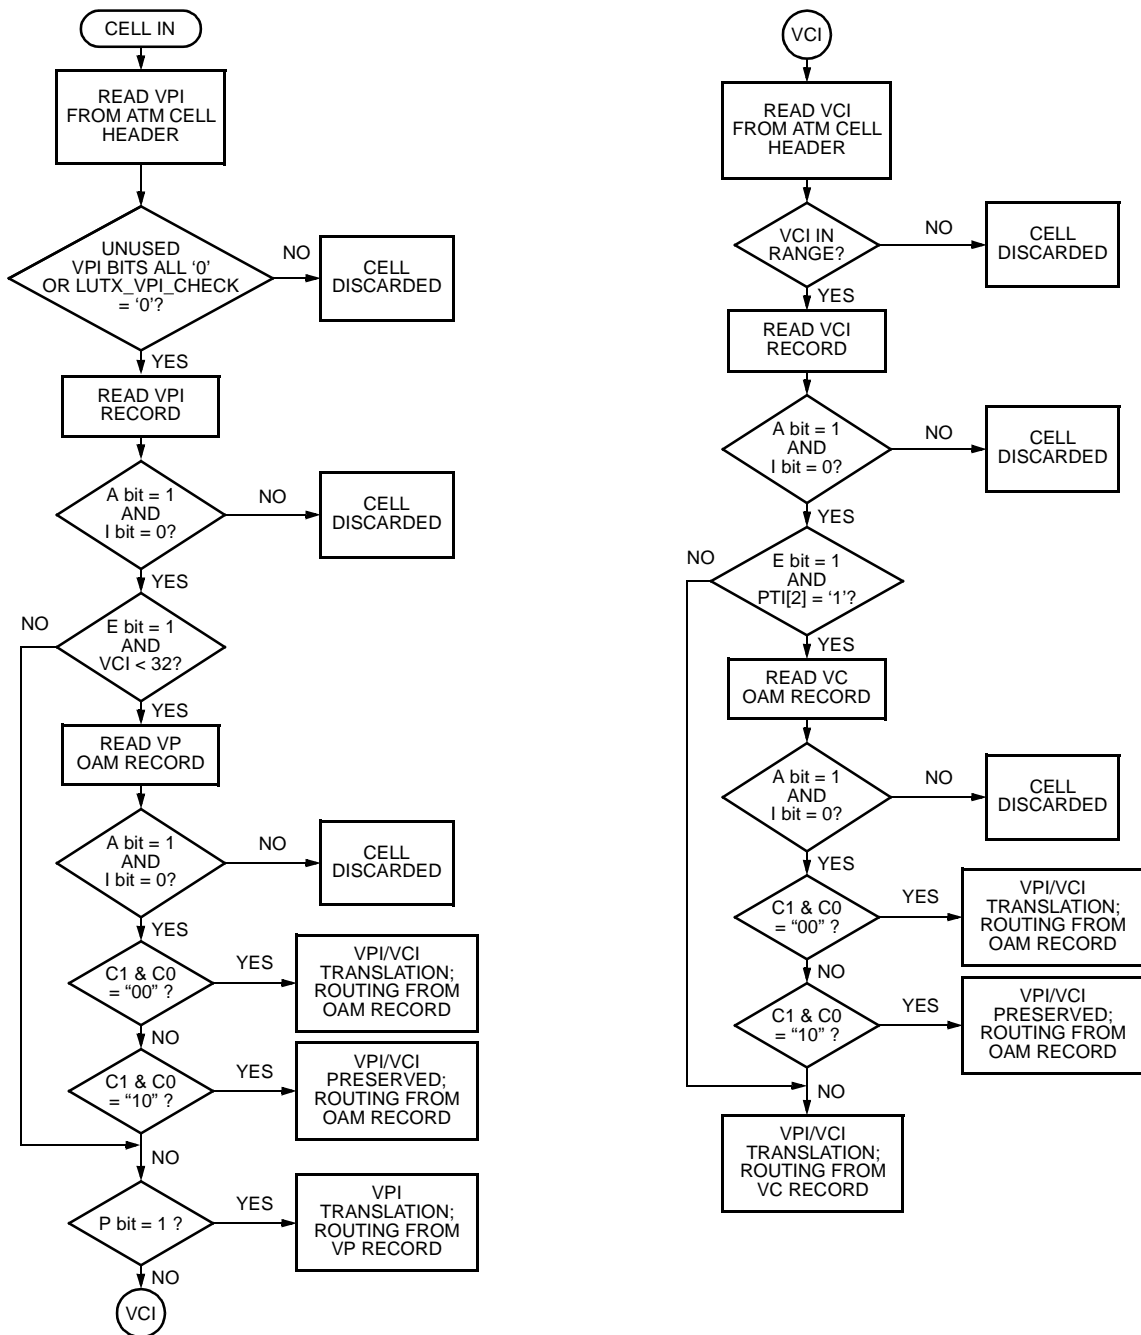 CELL IN
READ VPI
FROM ATM CELL
HEADER
UNUSED
VPI BITS ALL ‘0’
OR LUTX_VPI_CHECK
= ‘0’?
NO
CELL
DISCARDED
YES
READ VPI
RECORD
A bit = 1
AND
I bit = 0?
NO
CELL
DISCARDED
YES
NO
E bit = 1
AND
VCI < 32?
YES
READ VP
OAM RECORD
A bit = 1
AND
I bit = 0?
NO
CELL
DISCARDED
YES
C1 & C0
= “00” ?
YES
VPI/VCI
TRANSLATION;
ROUTING FROM
OAM RECORD
NO
C1 & C0
= “10” ?
YES
VPI/VCI
PRESERVED;
ROUTING FROM
OAM RECORD
NO
P bit = 1 ?
YES
VPI
TRANSLATION;
ROUTING FROM
VP RECORD
NO
VCI
VCI
READ VCI
FROM ATM CELL
HEADER
VCI IN
RANGE?
NO
CELL
DISCARDED
YES
READ VCI
RECORD
A bit = 1
AND
I bit = 0?
NO
CELL
DISCARDED
YES
NO
E bit = 1
AND
PTI[2] = ‘1’?
YES
READ VC
OAM RECORD
A bit = 1
AND
I bit = 0?
NO
CELL
DISCARDED
YES
C1 & C0
= “00” ?
YES
VPI/VCI
TRANSLATION;
ROUTING FROM
OAM RECORD
NO
C1 & C0
= “10” ?
YES
VPI/VCI
PRESERVED;
ROUTING FROM
OAM RECORD
NO
VPI/VCI
TRANSLATION;
ROUTING FROM
VC RECORD